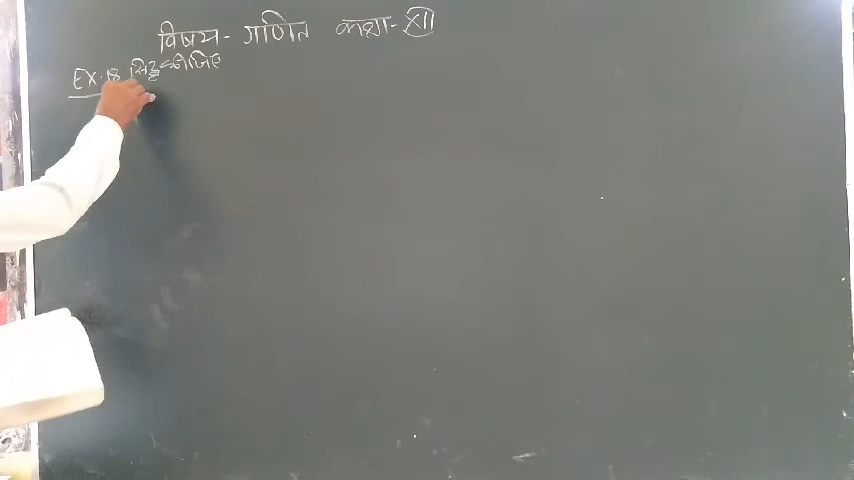 विषय - गणित कक्षा - XII
EX. 18 सिद्ध कीजिए